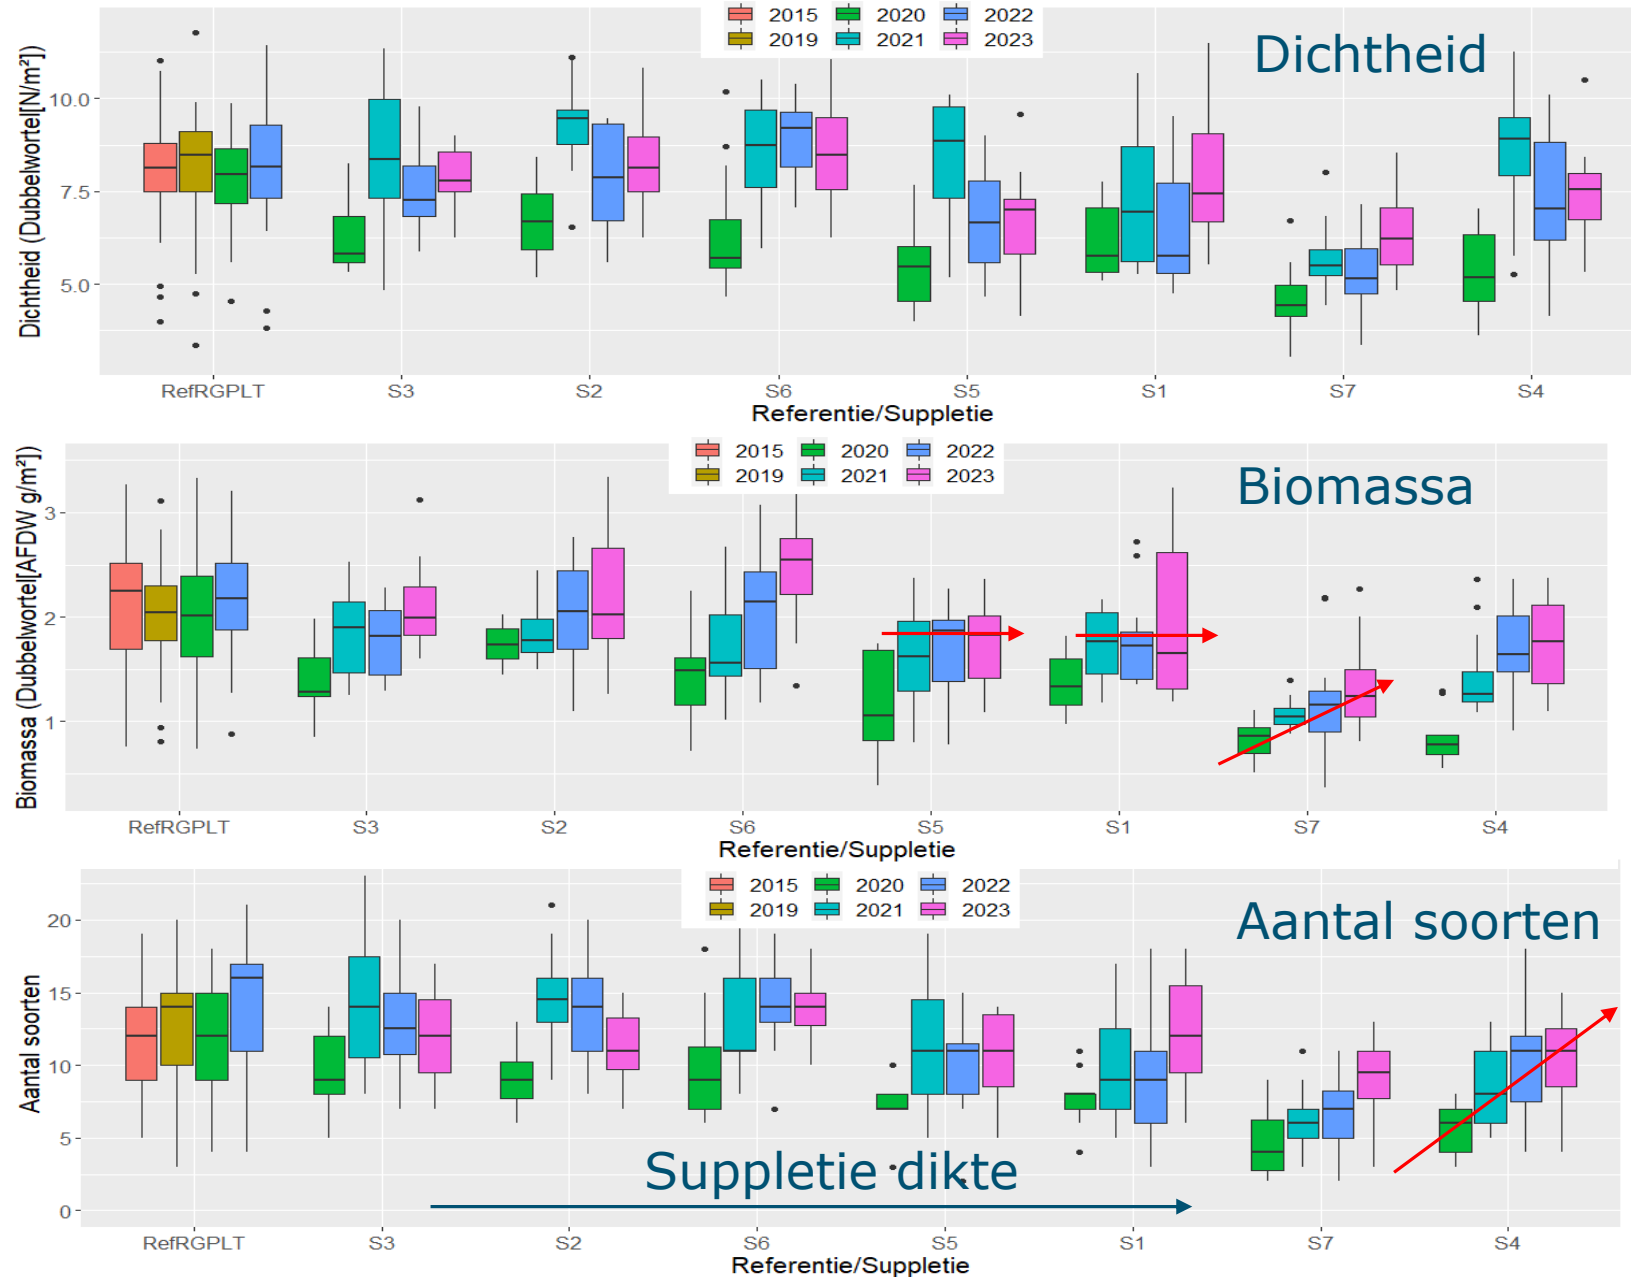 2015 2020 2022
2019 2021 2023
Dichtheid
Dichtheid (Dubbelwortel[N/m²])
10.0
7.5
5.0
RefRGPLT S3 S2 S6 S5 S1 S7 S4
Referentie/Suppletie
2015 2020 2022
2019 2021 2023
Biomassa
Biomassa (Dubbelwortel[AFDW g/m²])
3
2
1
RefRGPLT S3 S2 S6 S5 S1 S7 S4
Referentie/Suppletie
2015 2020 2022
2019 2021 2023
Aantal soorten
Aantal soorten
20
15
10
5
0
Suppletie dikte
RefRGPLT S3 S2 S6 S5 S1 S7 S4
Referentie/Suppletie